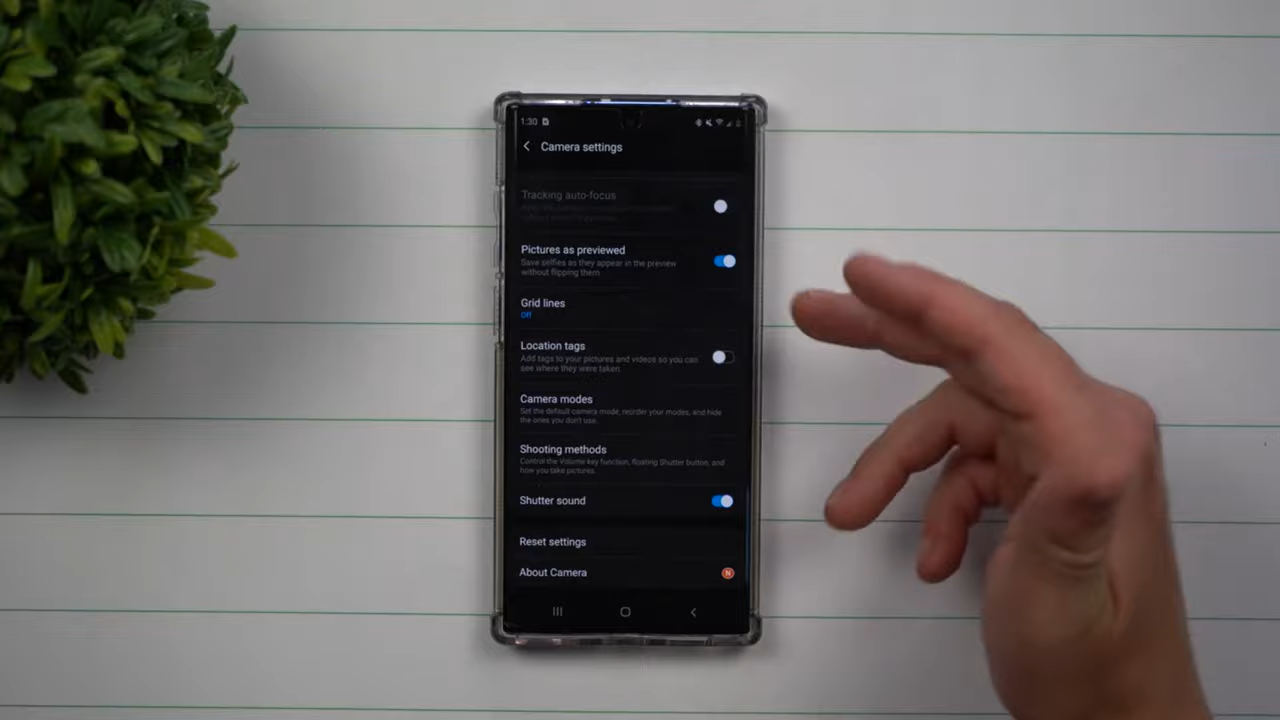 1:30
Camera settings
Tracking auto-focus
Pictures as previewed
Save selfies as they appear in the preview
without flipping them.
Grid lines
Off
Location tags
Add tags to your pictures and videos so you can
see where they were taken.
Camera modes
Set the default camera mode, reorder your modes, and hide
the ones you don't use.
Shooting methods
Control the Volume key function, floating Shutter button, and
how you take pictures.
Shutter sound
Reset settings
About Camera
N